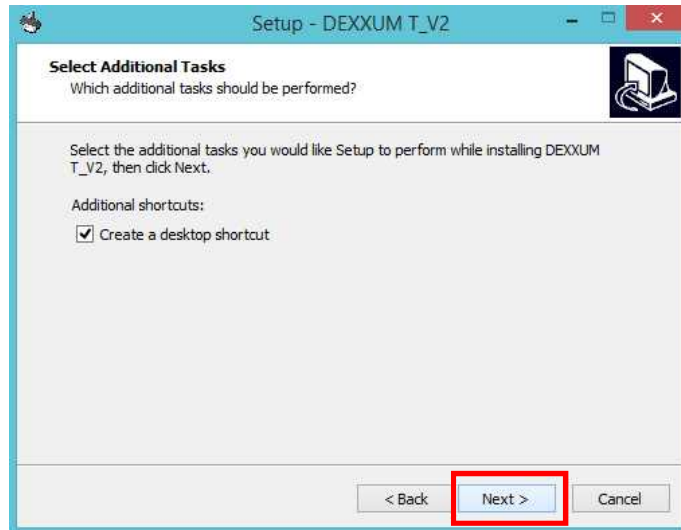 Setup - DEXXUM T_V2
Select Additional Tasks
Which additional tasks should be performed?
Select the additional tasks you would like Setup to perform while installing DEXXUM
T_V2, then click Next.
Additional shortcuts:
Create a desktop shortcut
< Back Next > Cancel